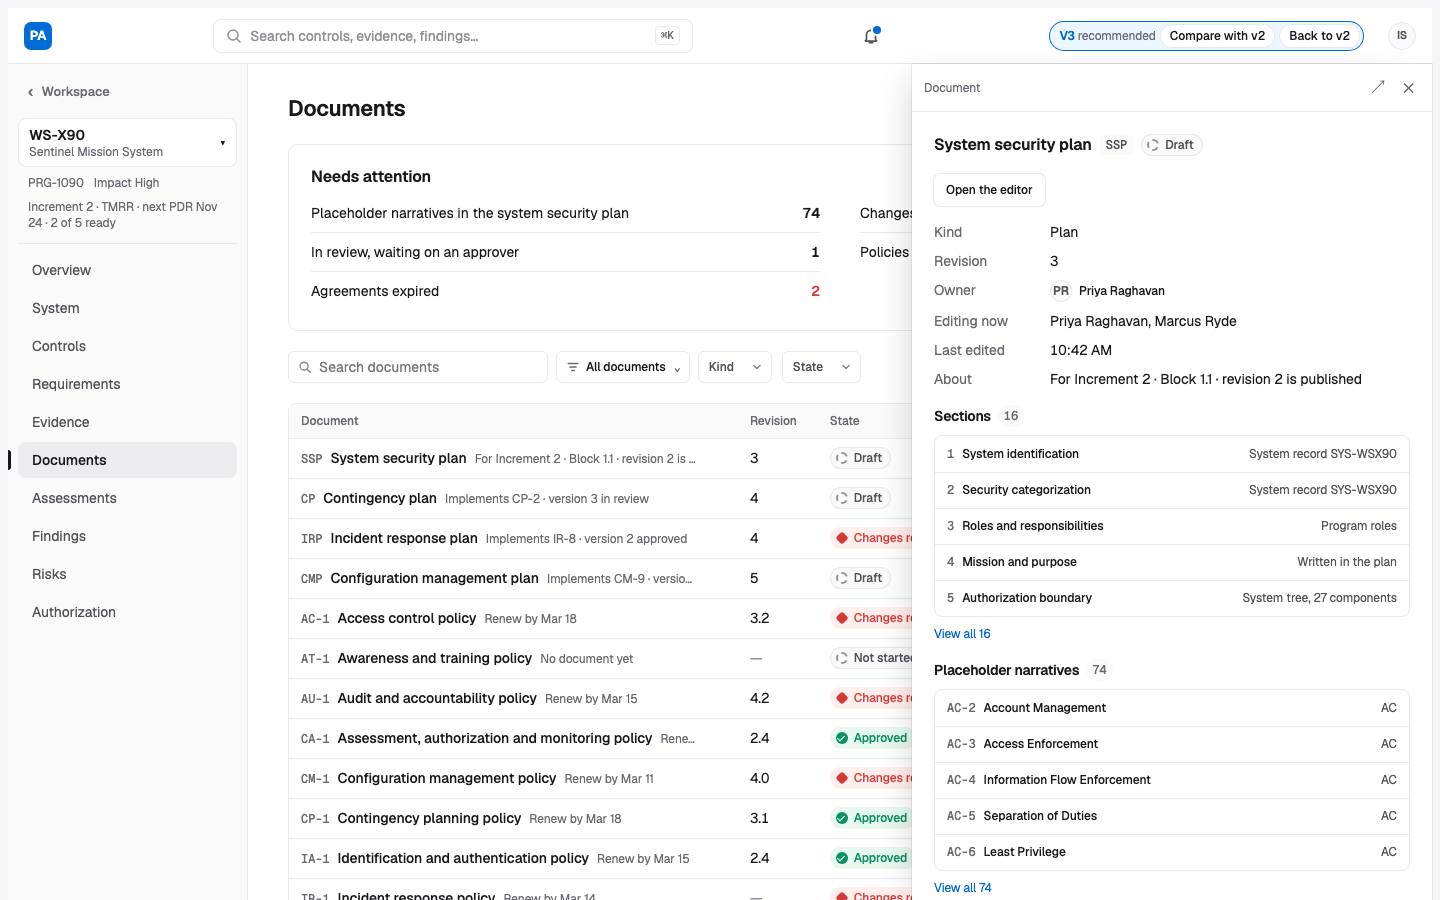 PA
Search controls, evidence, findings...
⌘K
V3 recommended Compare with v2 Back to v2
IS
Workspace
WS-X90
Sentinel Mission System
PRG-1090 Impact High
Increment 2 · TMRR · next PDR Nov
24 · 2 of 5 ready
Overview
System
Controls
Requirements
Evidence
Documents
Assessments
Findings
Risks
Authorization
Documents
Needs attention
Placeholder narratives in the system security plan 74
In review, waiting on an approver 1
Agreements expired 2
Changes
Policies
Search documents
All documents
Kind
State
Document Revision State
SSP System security plan For Increment 2 · Block 1.1 · revision 2 is ... 3 Draft
CP Contingency plan Implements CP-2 · version 3 in review 4 Draft
IRP Incident response plan Implements IR-8 · version 2 approved 4 Changes
CMP Configuration management plan Implements CM-9 · versio... 5 Draft
AC-1 Access control policy Renew by Mar 18 3.2 Changes
AT-1 Awareness and training policy No document yet — Not started
AU-1 Audit and accountability policy Renew by Mar 15 4.2 Changes
CA-1 Assessment, authorization and monitoring policy Rene... 2.4 Approved
CM-1 Configuration management policy Renew by Mar 11 4.0 Changes
CP-1 Contingency planning policy Renew by Mar 18 3.1 Approved
IA-1 Identification and authentication policy Renew by Mar 15 2.4 Approved
IR-1 Incident response policy Renew by Mar 14 — Changes
Document
System security plan SSP Draft
Open the editor
Kind Plan
Revision 3
Owner PR Priya Raghavan
Editing now Priya Raghavan, Marcus Ryde
Last edited 10:42 AM
About For Increment 2 · Block 1.1 · revision 2 is published
Sections 16
1 System identification System record SYS-WSX90
2 Security categorization System record SYS-WSX90
3 Roles and responsibilities Program roles
4 Mission and purpose Written in the plan
5 Authorization boundary System tree, 27 components
View all 16
Placeholder narratives 74
AC-2 Account Management AC
AC-3 Access Enforcement AC
AC-4 Information Flow Enforcement AC
AC-5 Separation of Duties AC
AC-6 Least Privilege AC
View all 74